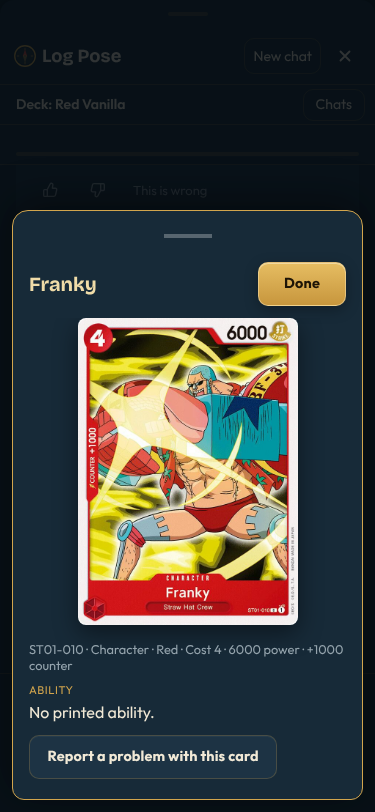 Log Pose
New chat
Deck: Red Vanilla
Chats
This is wrong
Franky
Done
4
6000
打
COUNTER +1000
CHARACTER
Franky
Straw Hat Crew
ST01-010
ST01-010 · Character · Red · Cost 4 · 6000 power · +1000
counter
ABILITY
No printed ability.
Report a problem with this card